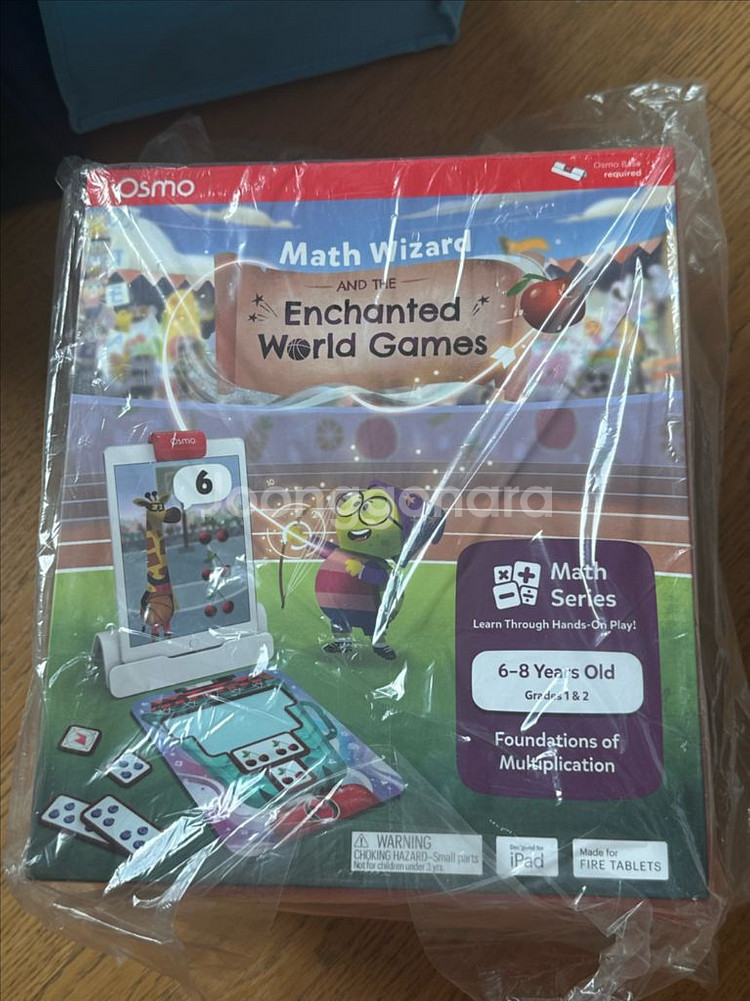 Osmo
Osmo Base
required
Math Wizard
AND THE
Enchanted
World Games
Osmo
6
Joonggonara
Math
Series
Learn Through Hands-On Play!
6-8 Years Old
Grades 1 & 2
Foundations of
Multiplication
WARNING
CHOKING HAZARD–Small parts
Not for children under 3 yrs.
Designed for
iPad
Made for
FIRE TABLETS